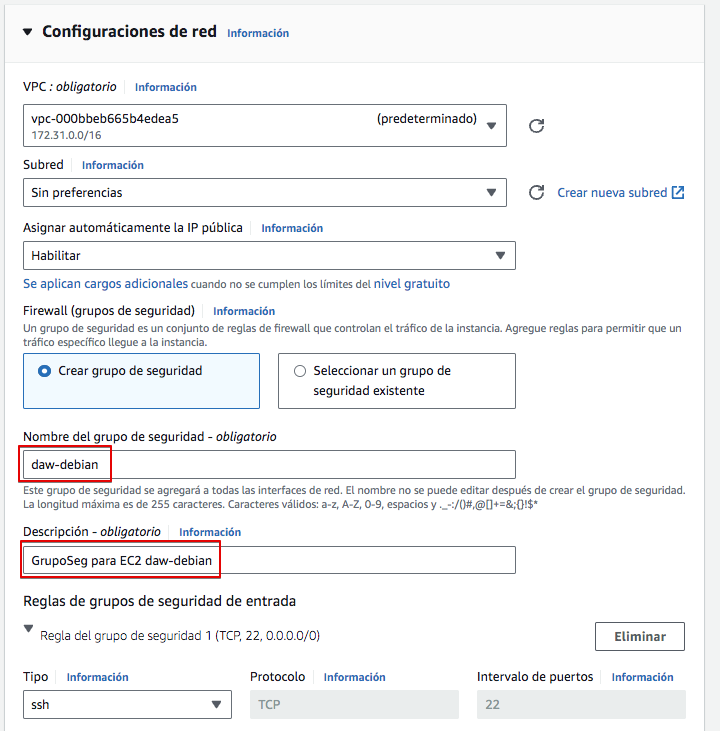 Configuraciones de red Información
VPC : obligatorio Información
vpc-000bbeb665b4edea5 (predeterminado)
172.31.0.0/16
Subred Información
Sin preferencias Crear nueva subred
Asignar automáticamente la IP pública Información
Habilitar
Se aplican cargos adicionales cuando no se cumplen los límites del nivel gratuito
Firewall (grupos de seguridad) Información
Un grupo de seguridad es un conjunto de reglas de firewall que controlan el tráfico de la instancia. Agregue reglas para permitir que un
tráfico específico llegue a la instancia.
Crear grupo de seguridad
Seleccionar un grupo de
seguridad existente
Nombre del grupo de seguridad - obligatorio
daw-debian
Este grupo de seguridad se agregará a todas las interfaces de red. El nombre no se puede editar después de crear el grupo de seguridad.
La longitud máxima es de 255 caracteres. Caracteres válidos: a-z, A-Z, 0-9, espacios y ._-:/()#,@[]+=&;{}!$*
Descripción - obligatorio Información
GrupoSeg para EC2 daw-debian
Reglas de grupos de seguridad de entrada
Regla del grupo de seguridad 1 (TCP, 22, 0.0.0.0/0) Eliminar
Tipo Información Protocolo Información Intervalo de puertos Información
ssh TCP 22